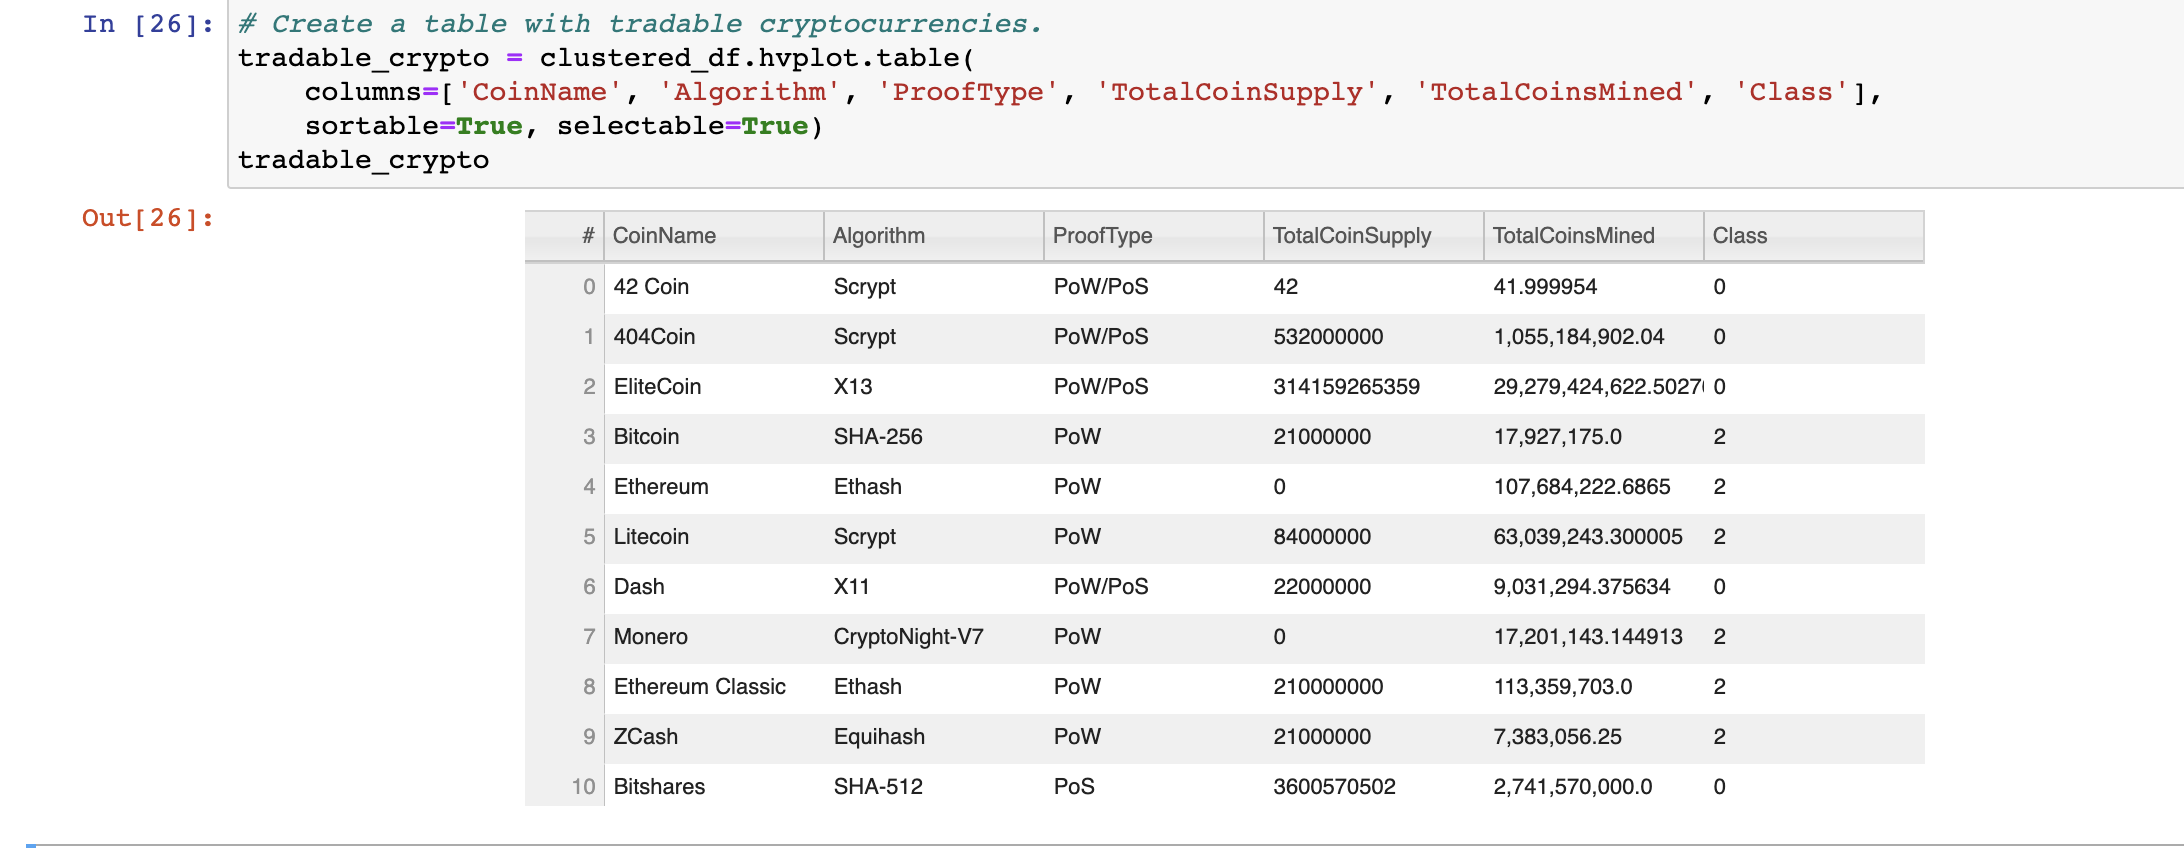 In [26]: # Create a table with tradable cryptocurrencies.
tradable_crypto = clustered_df.hvplot.table(
    columns=['CoinName', 'Algorithm', 'ProofType', 'TotalCoinSupply', 'TotalCoinsMined', 'Class'],
    sortable=True, selectable=True)
tradable_crypto
Out[26]:
# CoinName Algorithm ProofType TotalCoinSupply TotalCoinsMined Class
0 42 Coin Scrypt PoW/PoS 42 41.999954 0
1 404Coin Scrypt PoW/PoS 532000000 1,055,184,902.04 0
2 EliteCoin X13 PoW/PoS 314159265359 29,279,424,622.5027 0
3 Bitcoin SHA-256 PoW 21000000 17,927,175.0 2
4 Ethereum Ethash PoW 0 107,684,222.6865 2
5 Litecoin Scrypt PoW 84000000 63,039,243.300005 2
6 Dash X11 PoW/PoS 22000000 9,031,294.375634 0
7 Monero CryptoNight-V7 PoW 0 17,201,143.144913 2
8 Ethereum Classic Ethash PoW 210000000 113,359,703.0 2
9 ZCash Equihash PoW 21000000 7,383,056.25 2
10 Bitshares SHA-512 PoS 3600570502 2,741,570,000.0 0